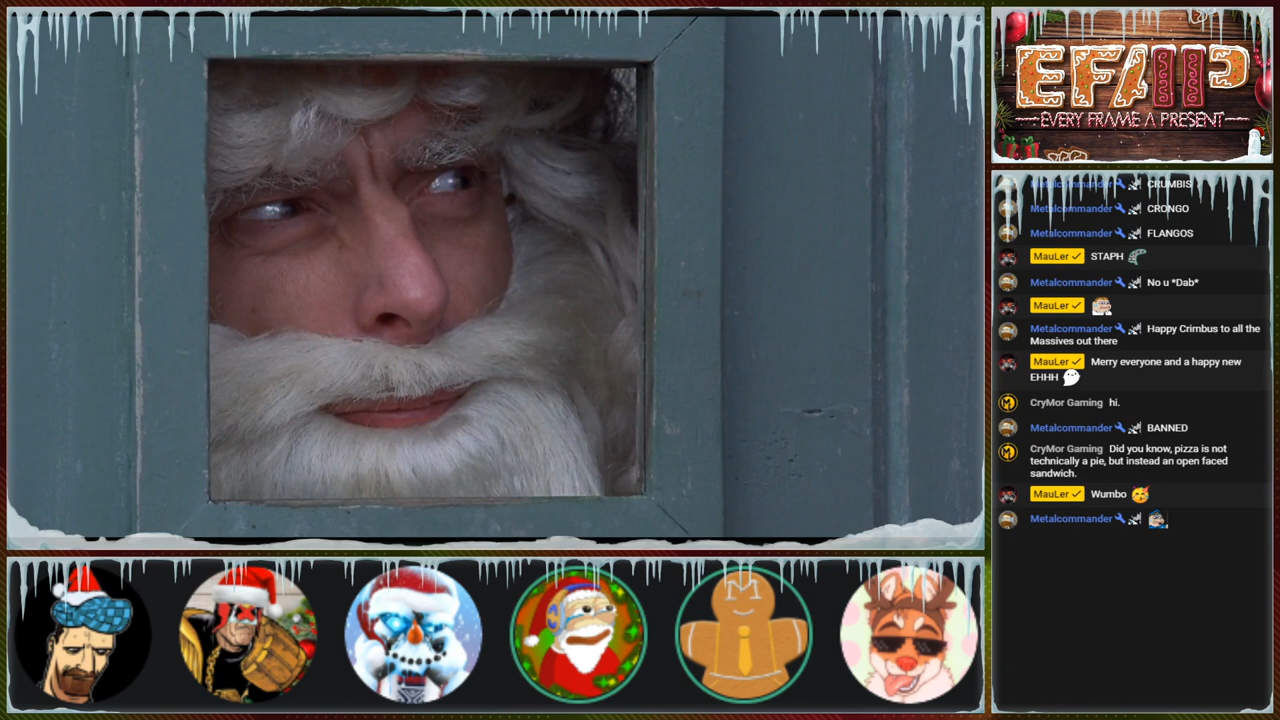 EFAP
EVERY FRAME A PRESENT
Metalcommander CRUMBIS
Metalcommander CRONGO
Metalcommander FLANGOS
MauLer ✓ STAPH
Metalcommander No u *Dab*
MauLer ✓
Metalcommander Happy Crimbus to all the
Massives out there
MauLer ✓ Merry everyone and a happy new
EHHH
CryMor Gaming hi.
Metalcommander BANNED
CryMor Gaming Did you know, pizza is not
technically a pie, but instead an open faced
sandwich.
MauLer ✓ Wumbo
Metalcommander
M